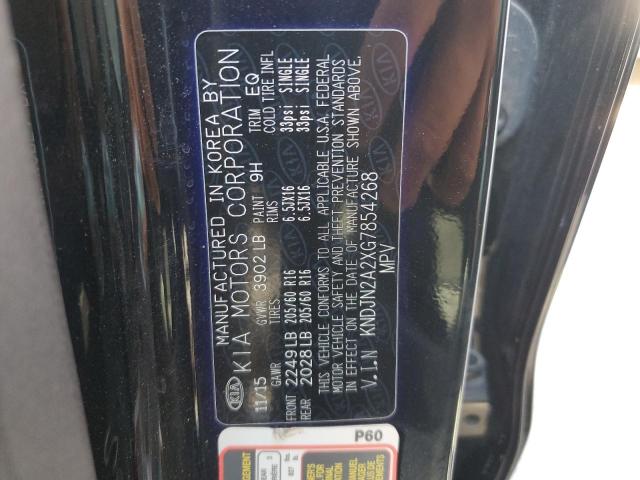 MANUFACTURED IN KOREA BY
KIA KIA MOTORS CORPORATION
11/15 GVWR 3902 LB PAINT 9H TRIM EQ
GAWR TIRES RIMS COLD TIRE INFL
FRONT 2249 LB 205/60 R16 6.5JX16 33psi SINGLE
REAR 2028 LB 205/60 R16 6.5JX16 33psi SINGLE
THIS VEHICLE CONFORMS TO ALL APPLICABLE U.S.A. FEDERAL
MOTOR VEHICLE SAFETY AND THEFT PREVENTION STANDARDS
IN EFFECT ON THE DATE OF MANUFACTURE SHOWN ABOVE.
V.I.N KNDJN2A2XG7854268
MPV
P60